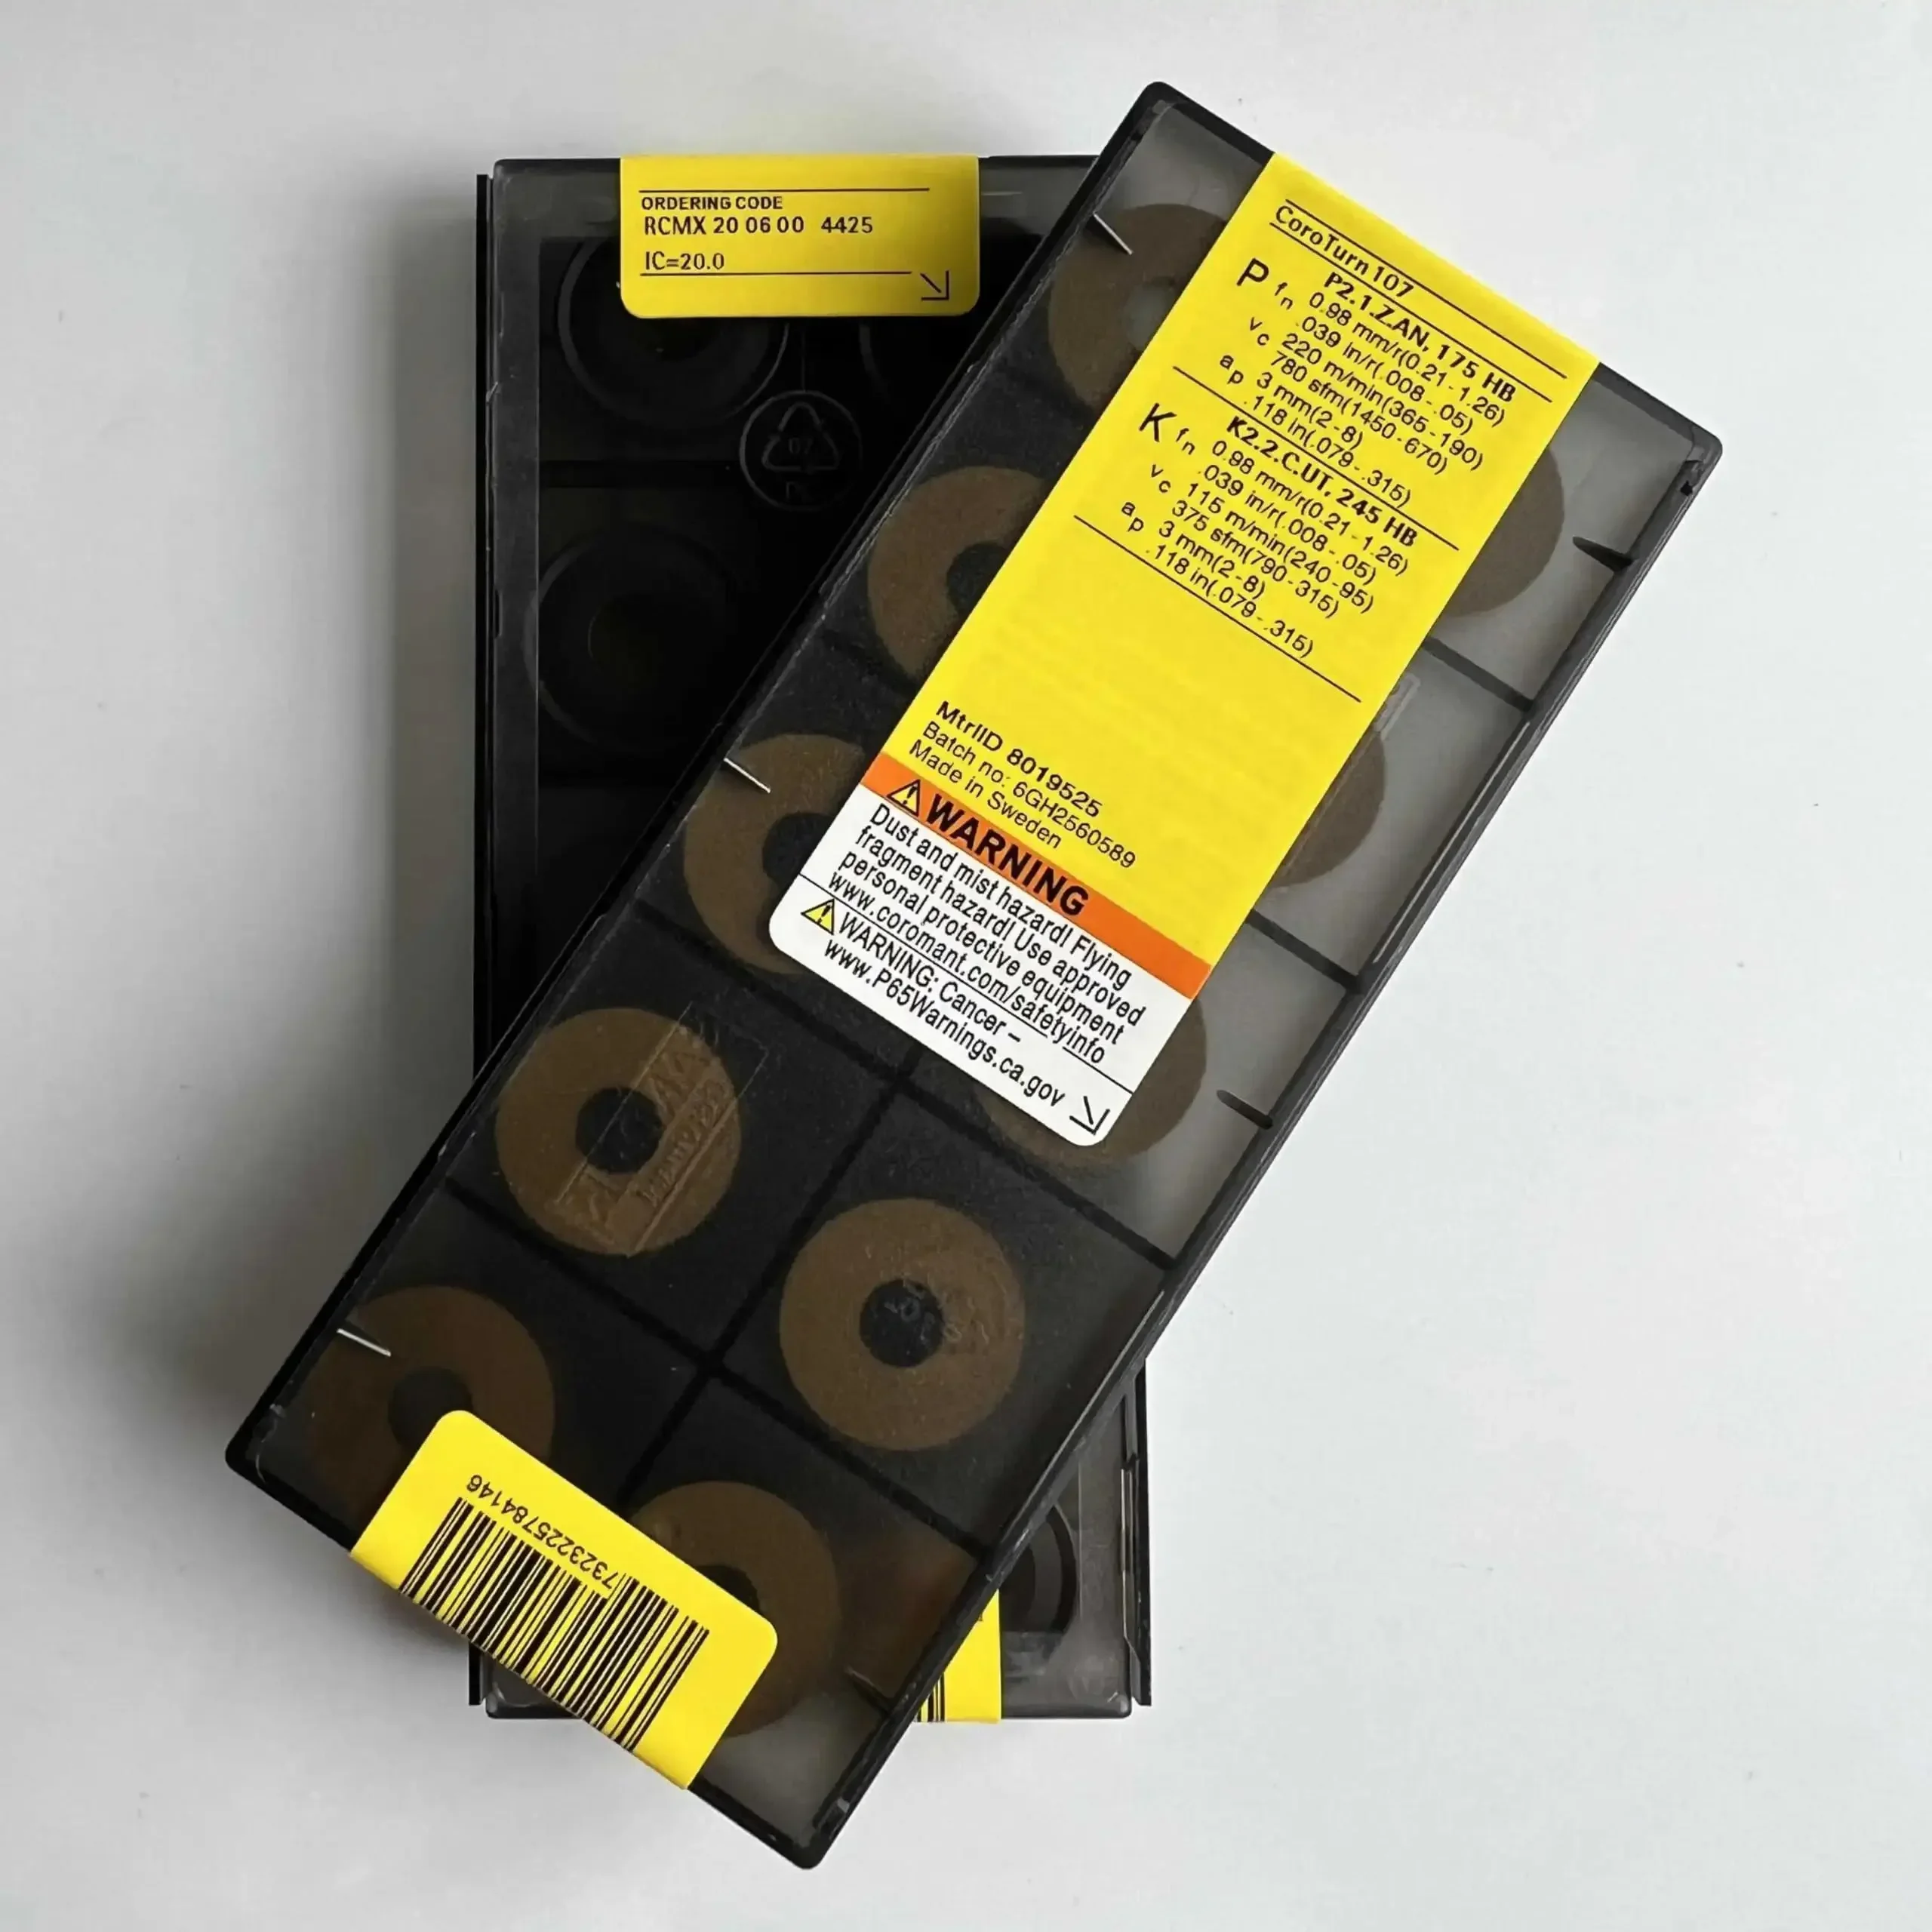 ORDERING CODE
RCMX 20 06 00 4425
IC=20.0
07
CoroTurn 107
P2.1.Z.AN, 175 HB
P fn 0.98 mm/r(0.21-1.26)
.039 in/r(.008-.05)
vc 220 m/min(365-190)
780 sfm(1450-670)
ap 3 mm(2-8)
.118 in(.079-.315)
K2.2.C.UT, 245 HB
K fn 0.98 mm/r(0.21-1.26)
.039 in/r(.008-.05)
vc 115 m/min(240-95)
375 sfm(790-315)
ap 3 mm(2-8)
.118 in(.079-.315)
MtrlID 8019525
Batch no: 6GH2560589
Made in Sweden
⚠ WARNING
Dust and mist hazard! Flying
fragment hazard! Use approved
personal protective equipment
www.coromant.com/safetyinfo
⚠ WARNING: Cancer –
www.P65Warnings.ca.gov
7323225784146